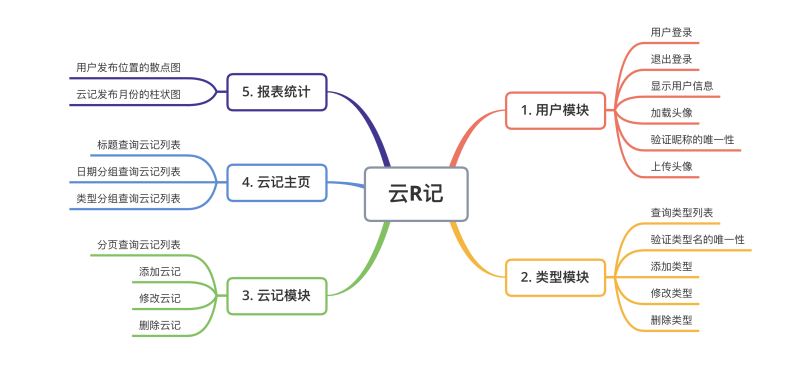 云R记
1. 用户模块
用户登录
退出登录
显示用户信息
加载头像
验证昵称的唯一性
上传头像
2. 类型模块
查询类型列表
验证类型名的唯一性
添加类型
修改类型
删除类型
3. 云记模块
分页查询云记列表
添加云记
修改云记
删除云记
4. 云记主页
标题查询云记列表
日期分组查询云记列表
类型分组查询云记列表
5. 报表统计
用户发布位置的散点图
云记发布月份的柱状图